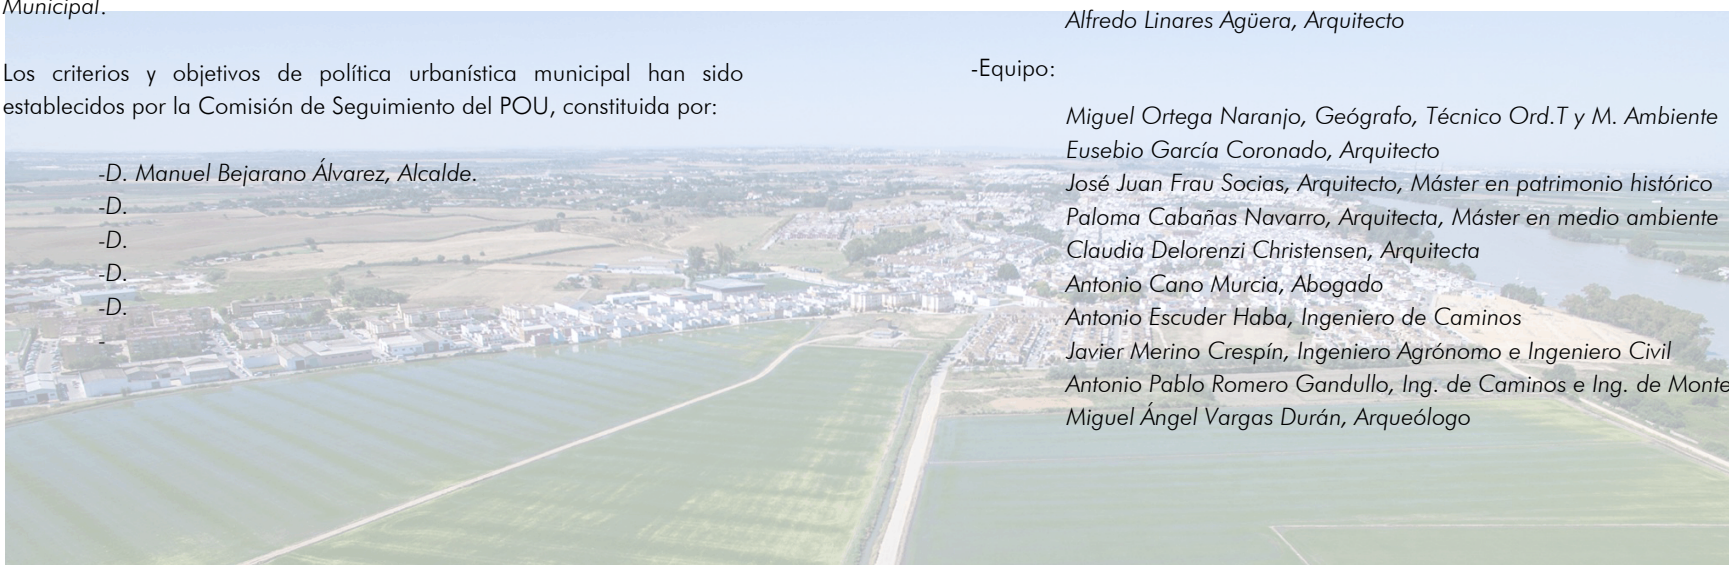 Municipal.
Los criterios y objetivos de política urbanística municipal han sido
establecidos por la Comisión de Seguimiento del POU, constituida por:
-D. Manuel Bejarano Álvarez, Alcalde.
-D.
-D.
-D.
-D.
-
Alfredo Linares Agüera, Arquitecto
-Equipo:
Miguel Ortega Naranjo, Geógrafo, Técnico Ord.T y M. Ambiente
Eusebio García Coronado, Arquitecto
José Juan Frau Socias, Arquitecto, Máster en patrimonio histórico
Paloma Cabañas Navarro, Arquitecta, Máster en medio ambiente
Claudia Delorenzi Christensen, Arquitecta
Antonio Cano Murcia, Abogado
Antonio Escuder Haba, Ingeniero de Caminos
Javier Merino Crespín, Ingeniero Agrónomo e Ingeniero Civil
Antonio Pablo Romero Gandullo, Ing. de Caminos e Ing. de Monte
Miguel Ángel Vargas Durán, Arqueólogo